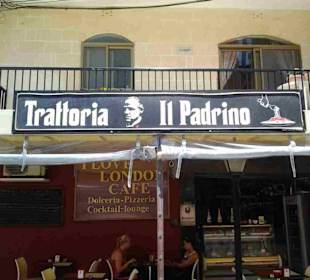 Trattoria Il Padrino
I LOVE
LONDON
CAFE
Dolceria-Pizzeria
Cocktail-lounge